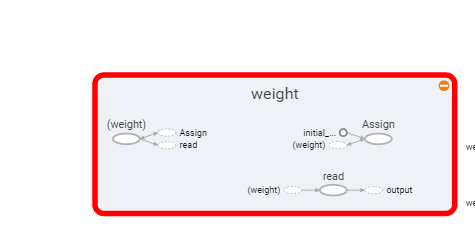 weight
(weight)
Assign
read
Assign
initial_...
(weight)
read
(weight)
output
we
we